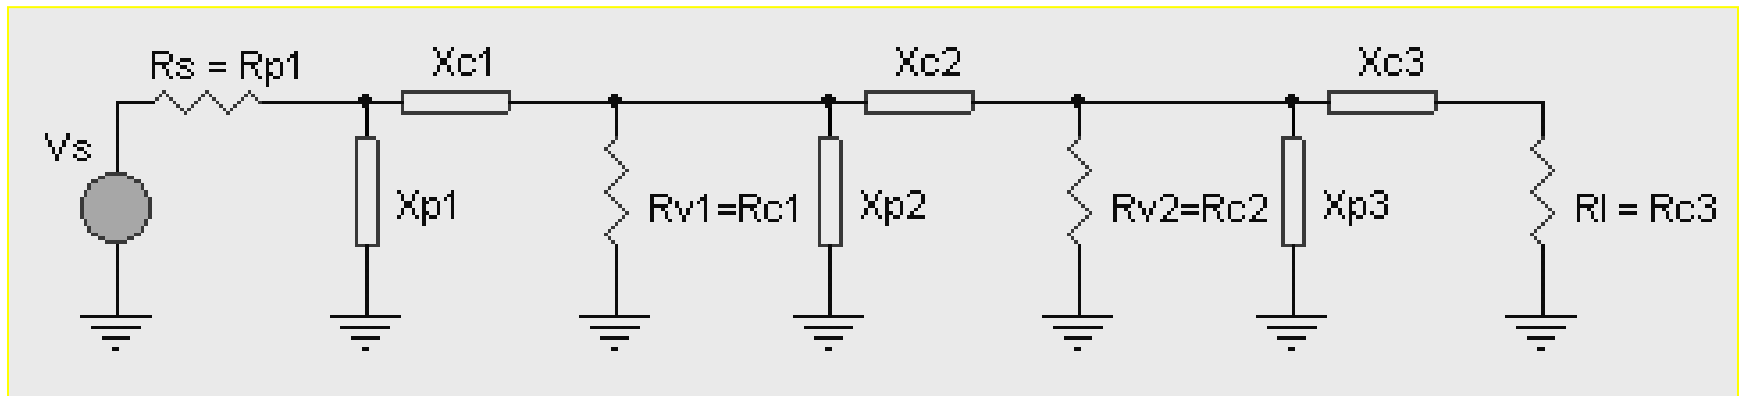 Rs = Rp1
Xc1
Xc2
Xc3
Vs
Xp1
Rv1=Rc1
Xp2
Rv2=Rc2
Xp3
Rl = Rc3